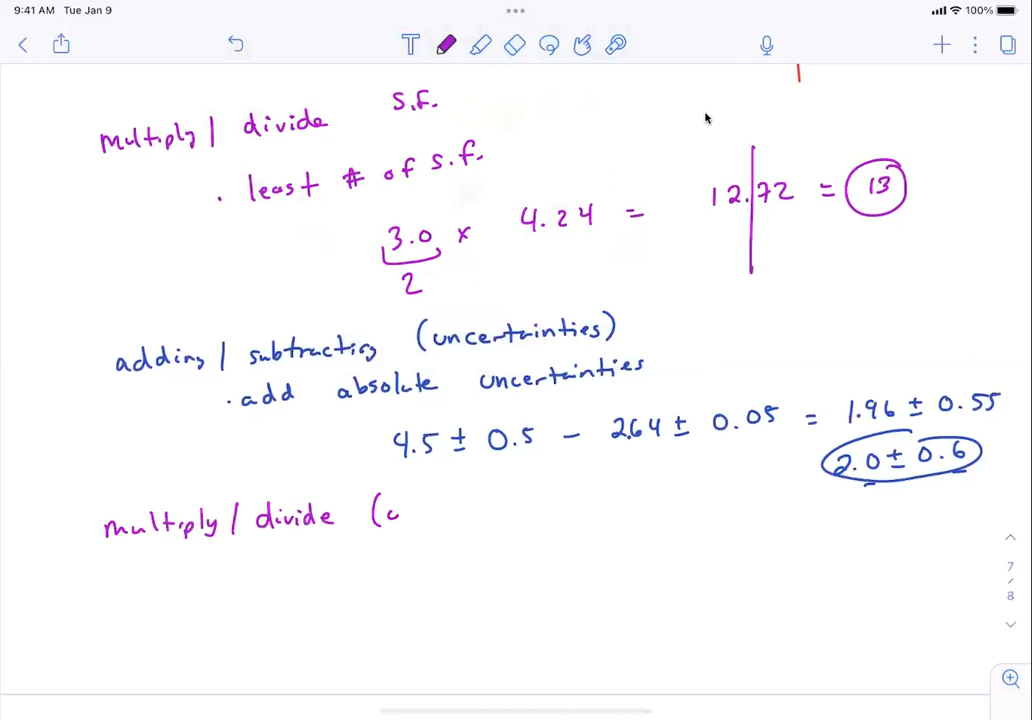 9:41 AM Tue Jan 9
100%
multiply / divide s.f.
. least # of s.f.
3.0 x 4.24 = 12.72 = 13
2
adding / subtracting (uncertainties)
. add absolute uncertainties
4.5 ± 0.5 - 2.64 ± 0.05 = 1.96 ± 0.55
2.0 ± 0.6
multiply / divide (
7
/
8